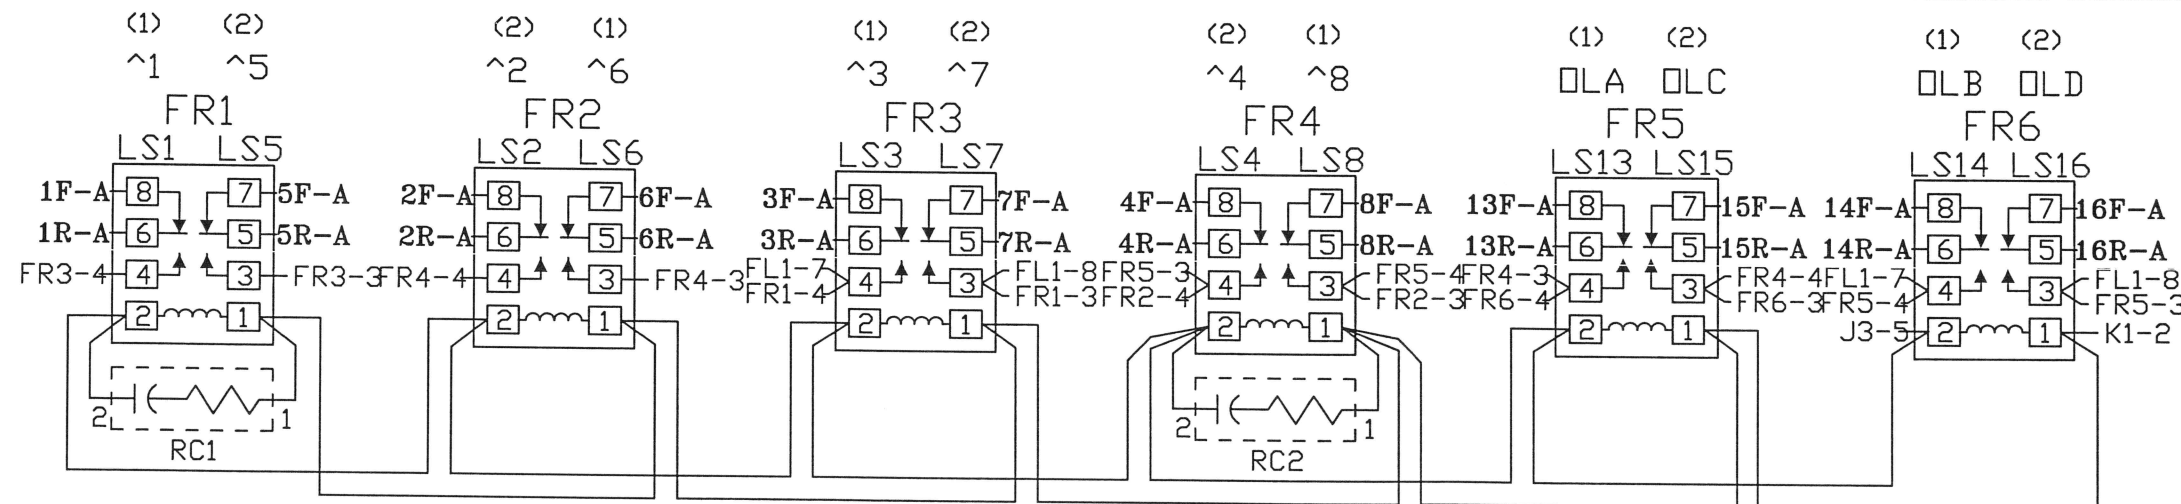 (1) (2) (2) (1) (1) (2) (2) (1) (1) (2) (1) (2)
^1 ^5 ^2 ^6 ^3 ^7 ^4 ^8 OLA OLC OLB OLD
FR1 FR2 FR3 FR4 FR5 FR6
LS1 LS5 LS2 LS6 LS3 LS7 LS4 LS8 LS13 LS15 LS14 LS16
1F-A 8 7 5F-A 2F-A 8 7 6F-A 3F-A 8 7 7F-A 4F-A 8 7 8F-A 13F-A 8 7 15F-A 14F-A 8 7 16F-A
1R-A 6 5 5R-A 2R-A 6 5 6R-A 3R-A 6 5 7R-A 4R-A 6 5 8R-A 13R-A 6 5 15R-A 14R-A 6 5 16R-A
FL1-7 FL1-8 FR5-3 FR5-4 FR4-3 FR4-4 FL1-7 FL1-8
FR3-4 4 3 FR3-3 FR4-4 4 3 FR4-3 4 3 4 3 4 3 4 3
FR1-4 FR1-3 FR2-4 FR2-3 FR6-4 FR6-3 FR5-4 FR5-3
2 1 2 1 2 1 2 1 2 1 J3-5 2 1 K1-2
2 1 2 1
RC1 RC2